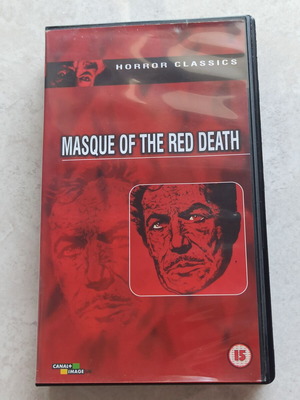 HORROR CLASSICS
MASQUE OF THE RED DEATH
15
CANAL+
IMAGE